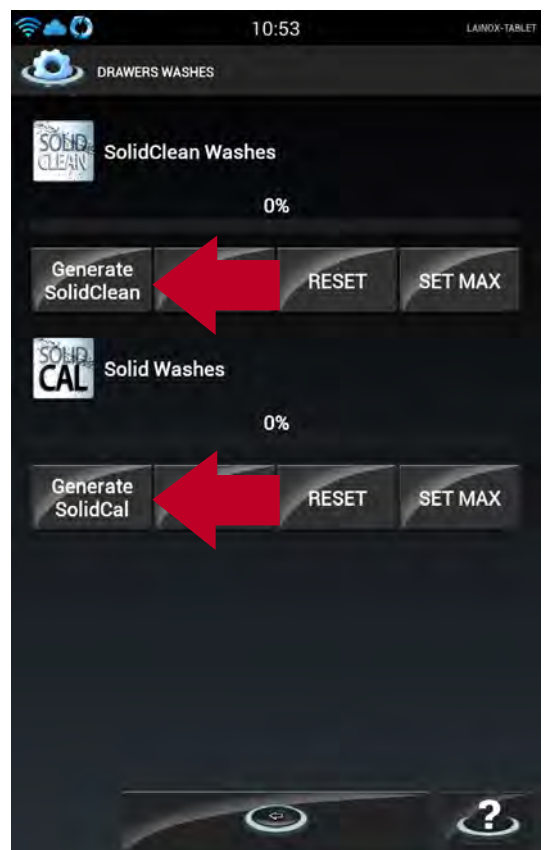 10:53
LAINOX-TABLET
DRAWERS WASHES
SOLID
CLEAN
SolidClean Washes
0%
Generate
SolidClean
RESET
SET MAX
SOLID
CAL
Solid Washes
0%
Generate
SolidCal
RESET
SET MAX
?